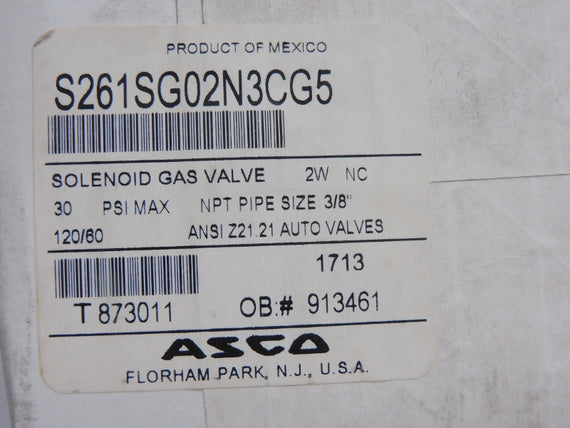 PRODUCT OF MEXICO
S261SG02N3CG5
SOLENOID GAS VALVE 2W NC
30 PSI MAX NPT PIPE SIZE 3/8"
120/60 ANSI Z21.21 AUTO VALVES
1713
T 873011 OB:# 913461
ASCO
FLORHAM PARK, N.J., U.S.A.